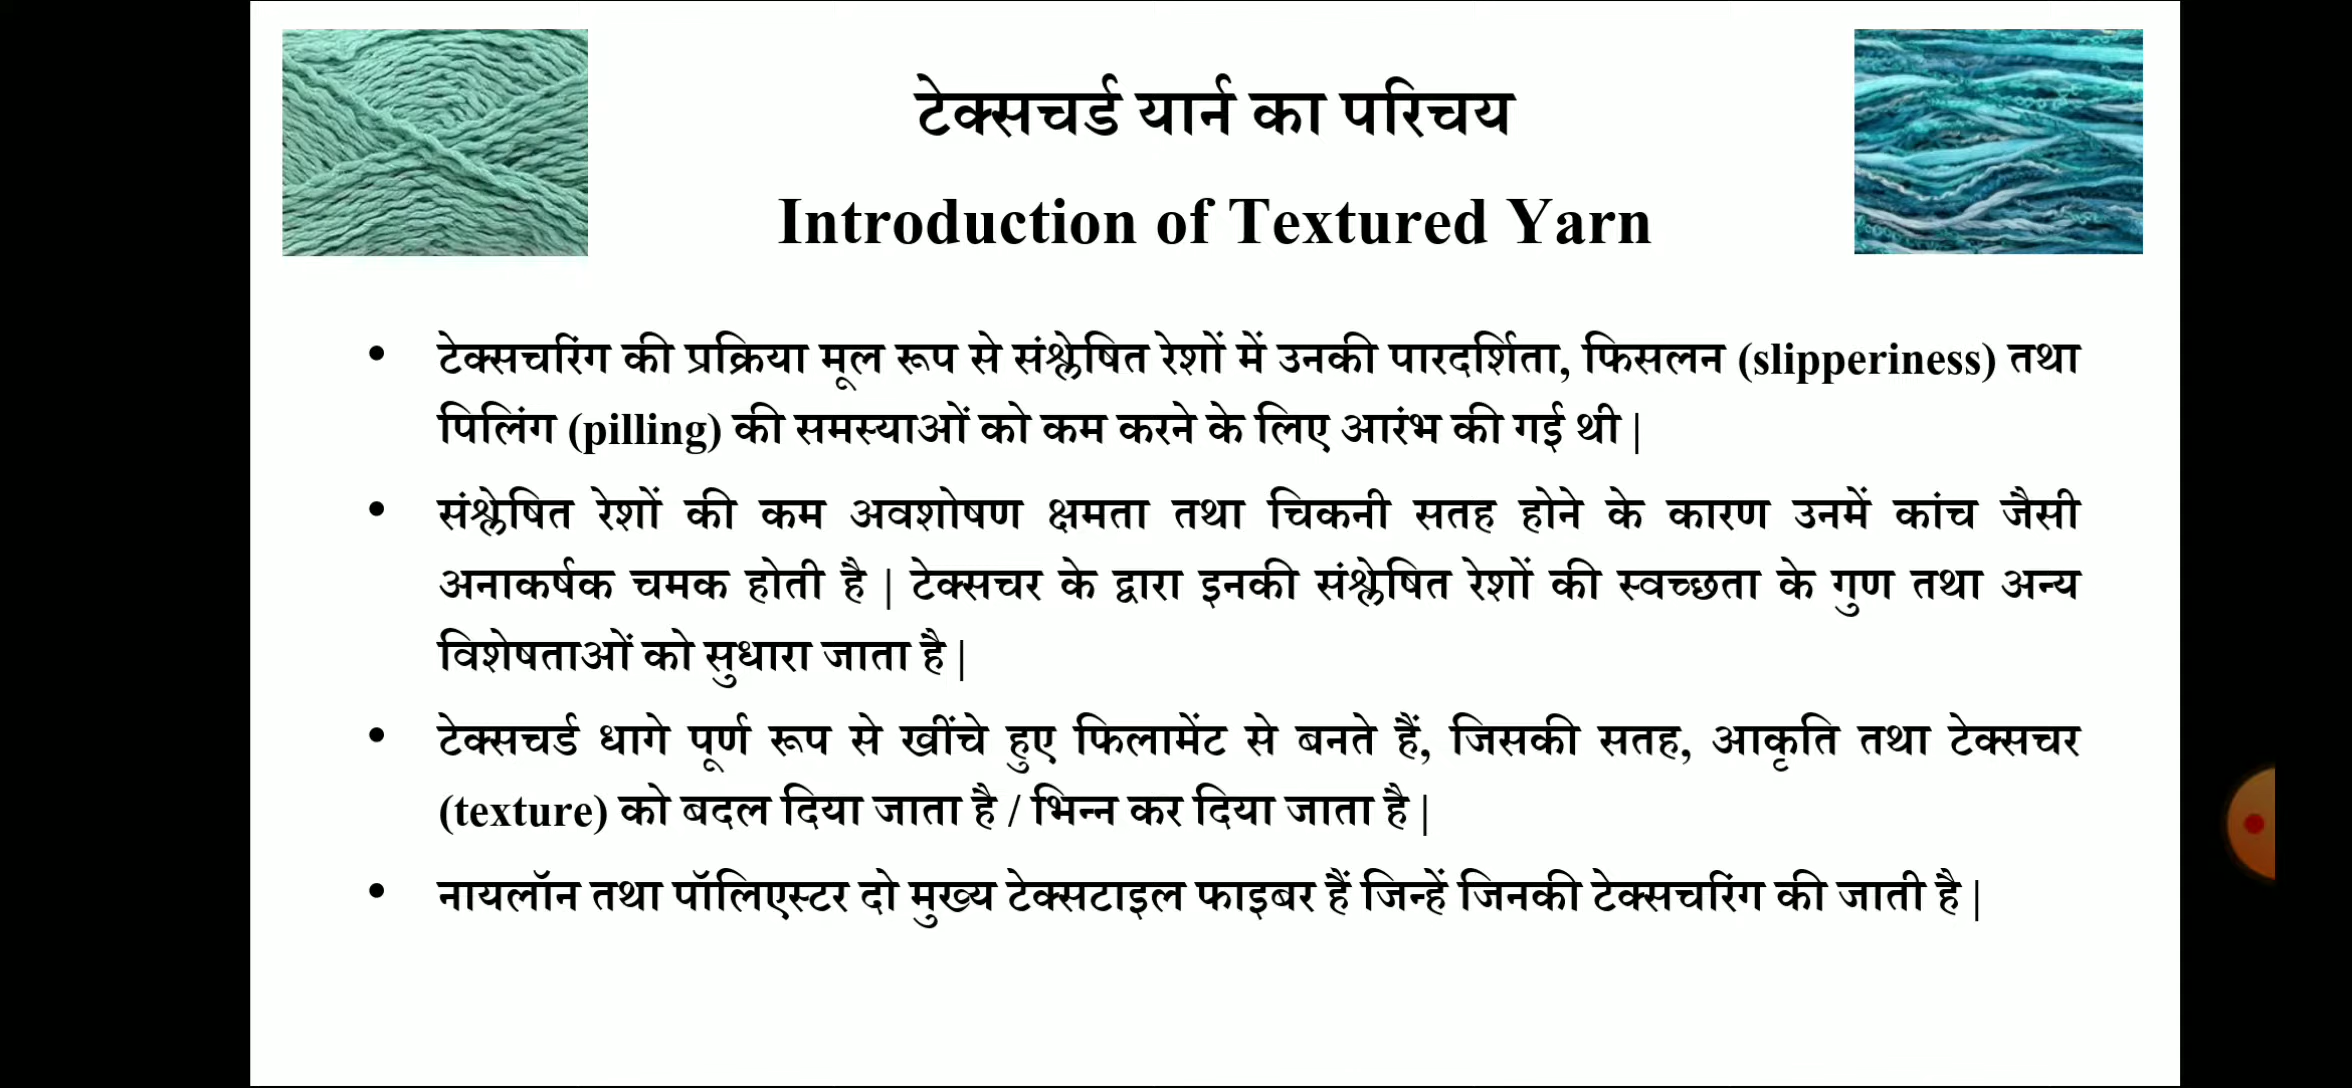 टेक्सचर्ड यार्न का परिचय
Introduction of Textured Yarn
• टेक्सचरिंग की प्रक्रिया मूल रूप से संश्लेषित रेशों में उनकी पारदर्शिता, फिसलन (slipperiness) तथा
पिलिंग (pilling) की समस्याओं को कम करने के लिए आरंभ की गई थी |
• संश्लेषित रेशों की कम अवशोषण क्षमता तथा चिकनी सतह होने के कारण उनमें कांच जैसी
अनाकर्षक चमक होती है | टेक्सचर के द्वारा इनकी संश्लेषित रेशों की स्वच्छता के गुण तथा अन्य
विशेषताओं को सुधारा जाता है |
• टेक्सचर्ड धागे पूर्ण रूप से खींचे हुए फिलामेंट से बनते हैं, जिसकी सतह, आकृति तथा टेक्सचर
(texture) को बदल दिया जाता है / भिन्न कर दिया जाता है |
• नायलॉन तथा पॉलिएस्टर दो मुख्य टेक्सटाइल फाइबर हैं जिन्हें जिनकी टेक्सचरिंग की जाती है |